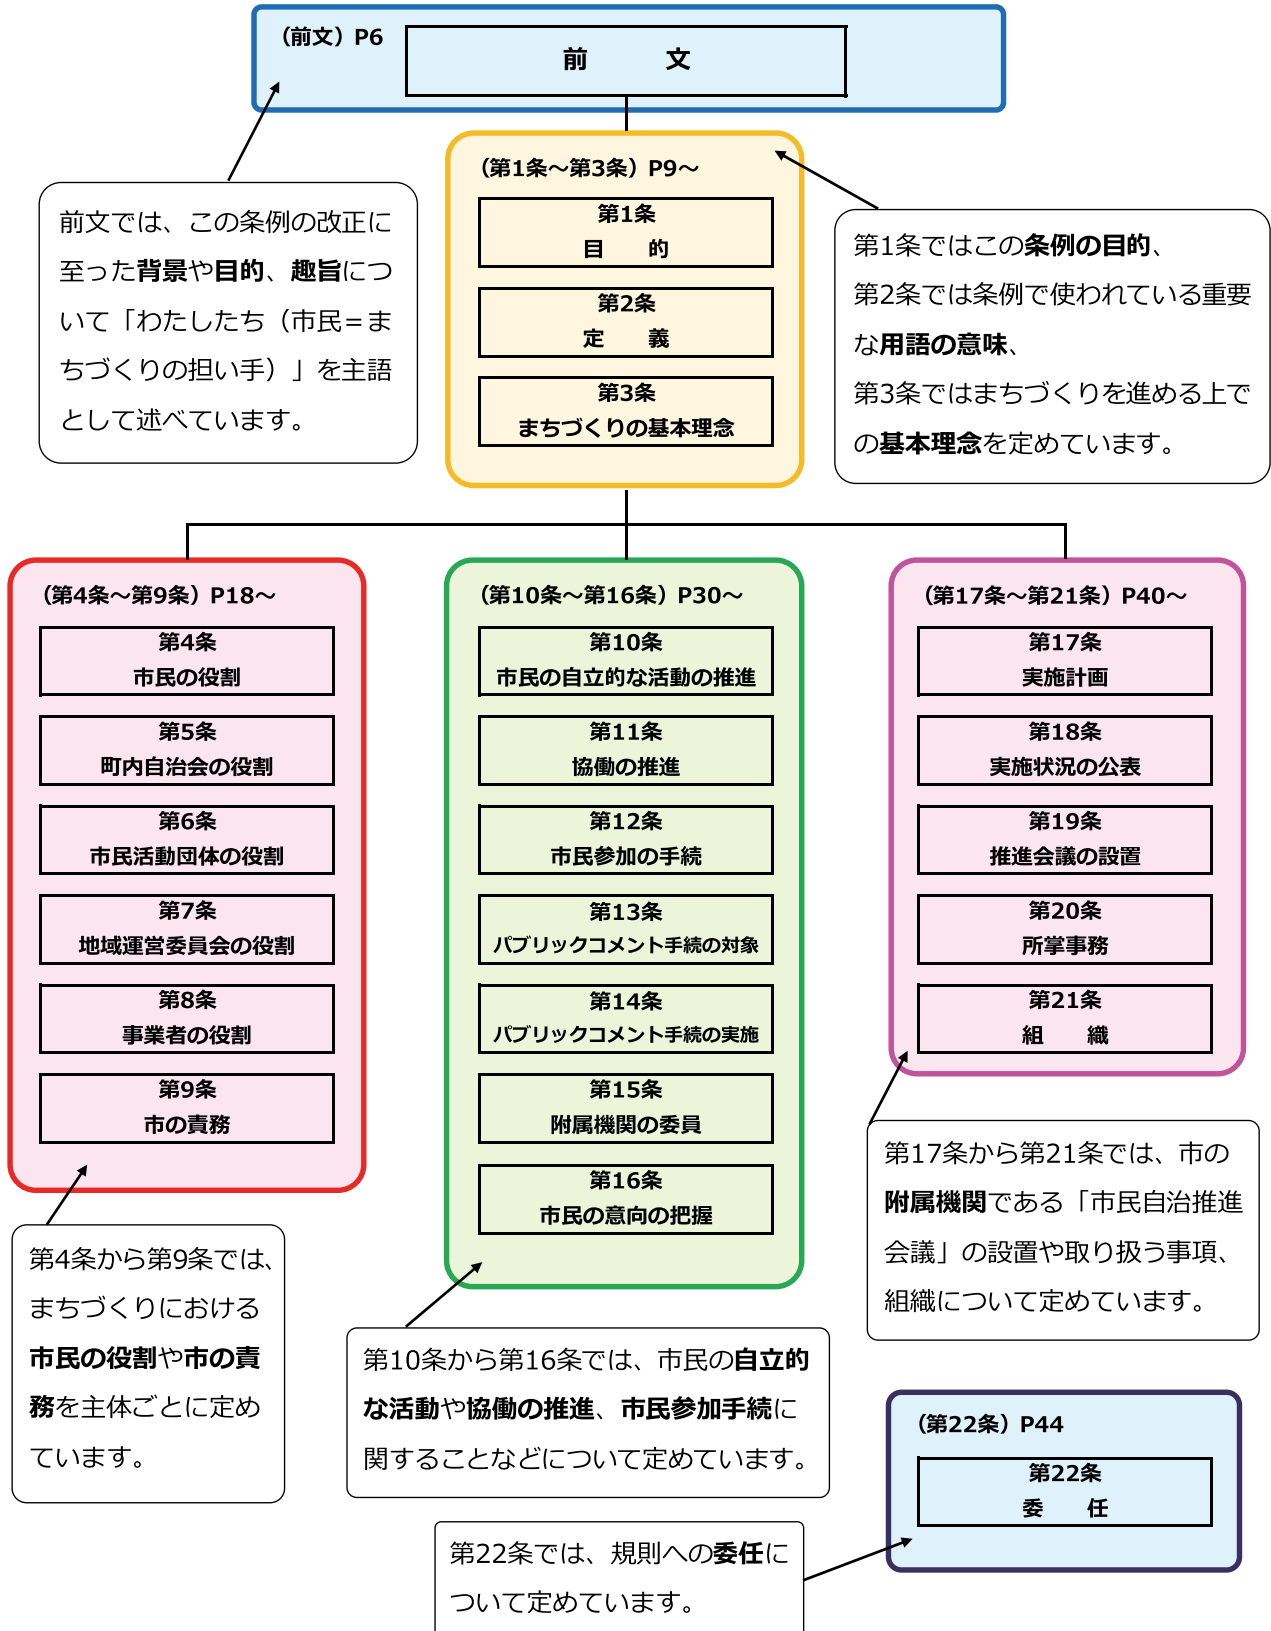 （前文）P6
前　　文
前文では、この条例の改正に
至った背景や目的、趣旨につ
いて「わたしたち（市民＝ま
ちづくりの担い手）」を主語
として述べています。
（第1条～第3条）P9～
第1条
目　　的
第2条
定　　義
第3条
まちづくりの基本理念
第1条ではこの条例の目的、
第2条では条例で使われている重要
な用語の意味、
第3条ではまちづくりを進める上で
の基本理念を定めています。
（第4条～第9条）P18～
第4条
市民の役割
第5条
町内自治会の役割
第6条
市民活動団体の役割
第7条
地域運営委員会の役割
第8条
事業者の役割
第9条
市の責務
第4条から第9条では、
まちづくりにおける
市民の役割や市の責
務を主体ごとに定め
ています。
（第10条～第16条）P30～
第10条
市民の自立的な活動の推進
第11条
協働の推進
第12条
市民参加の手続
第13条
パブリックコメント手続の対象
第14条
パブリックコメント手続の実施
第15条
附属機関の委員
第16条
市民の意向の把握
第10条から第16条では、市民の自立的
な活動や協働の推進、市民参加手続に
関することなどについて定めています。
（第17条～第21条）P40～
第17条
実施計画
第18条
実施状況の公表
第19条
推進会議の設置
第20条
所掌事務
第21条
組　　織
第17条から第21条では、市の
附属機関である「市民自治推進
会議」の設置や取り扱う事項、
組織について定めています。
（第22条）P44
第22条
委　　任
第22条では、規則への委任に
ついて定めています。